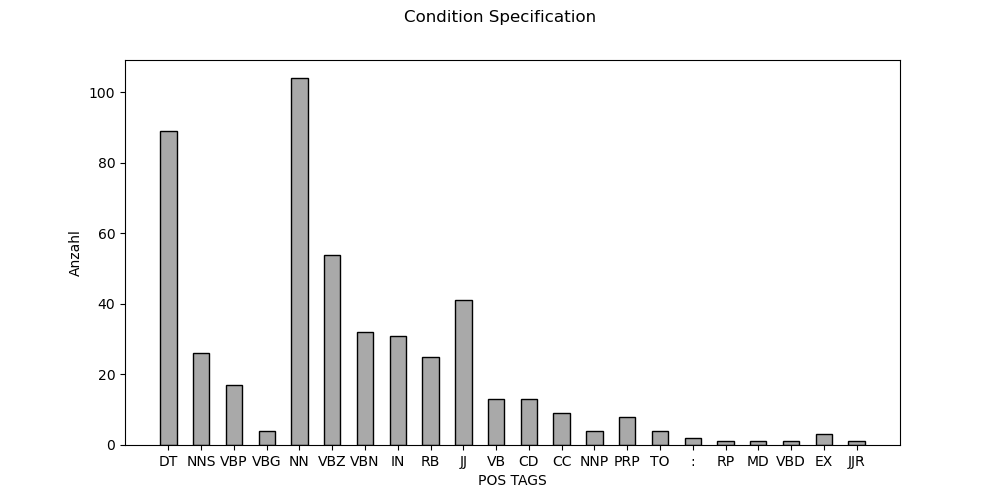 Condition Specification
100
80
60
40
20
0
Anzahl
DT NNS VBP VBG NN VBZ VBN IN RB JJ VB CD CC NNP PRP TO : RP MD VBD EX JJR
POS TAGS